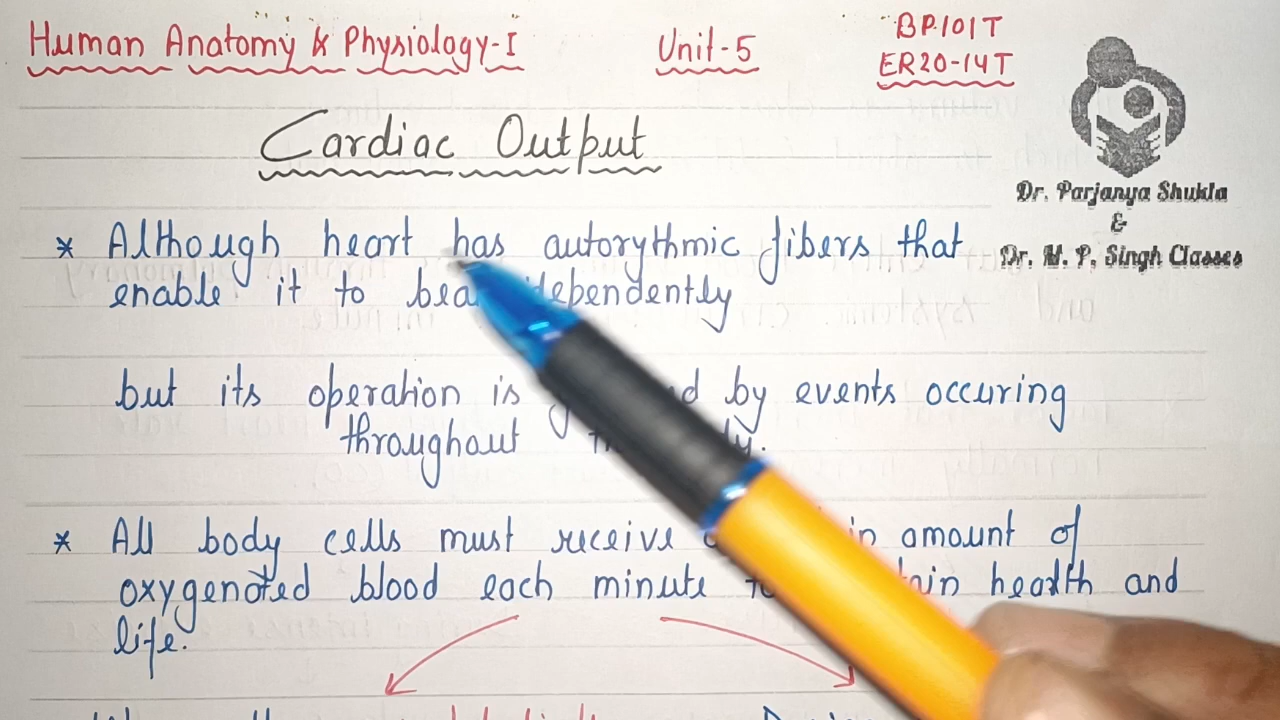 Human Anatomy & Physiology-I Unit-5 BP101T
ER20-14T
Cardiac Output
Dr. Parjanya Shukla
&
Dr. M. P. Singh Classes
* Although heart has autorythmic fibers that
enable it to
but its operation is by events occuring
throughout
* All body cells must receive amount of
oxygenated blood each minute health and
life.